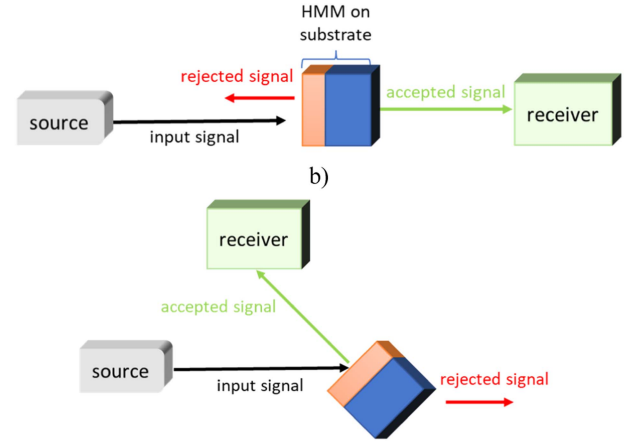 HMM on
substrate
rejected signal
accepted signal
source
receiver
input signal
b)
receiver
accepted signal
source
input signal
rejected signal